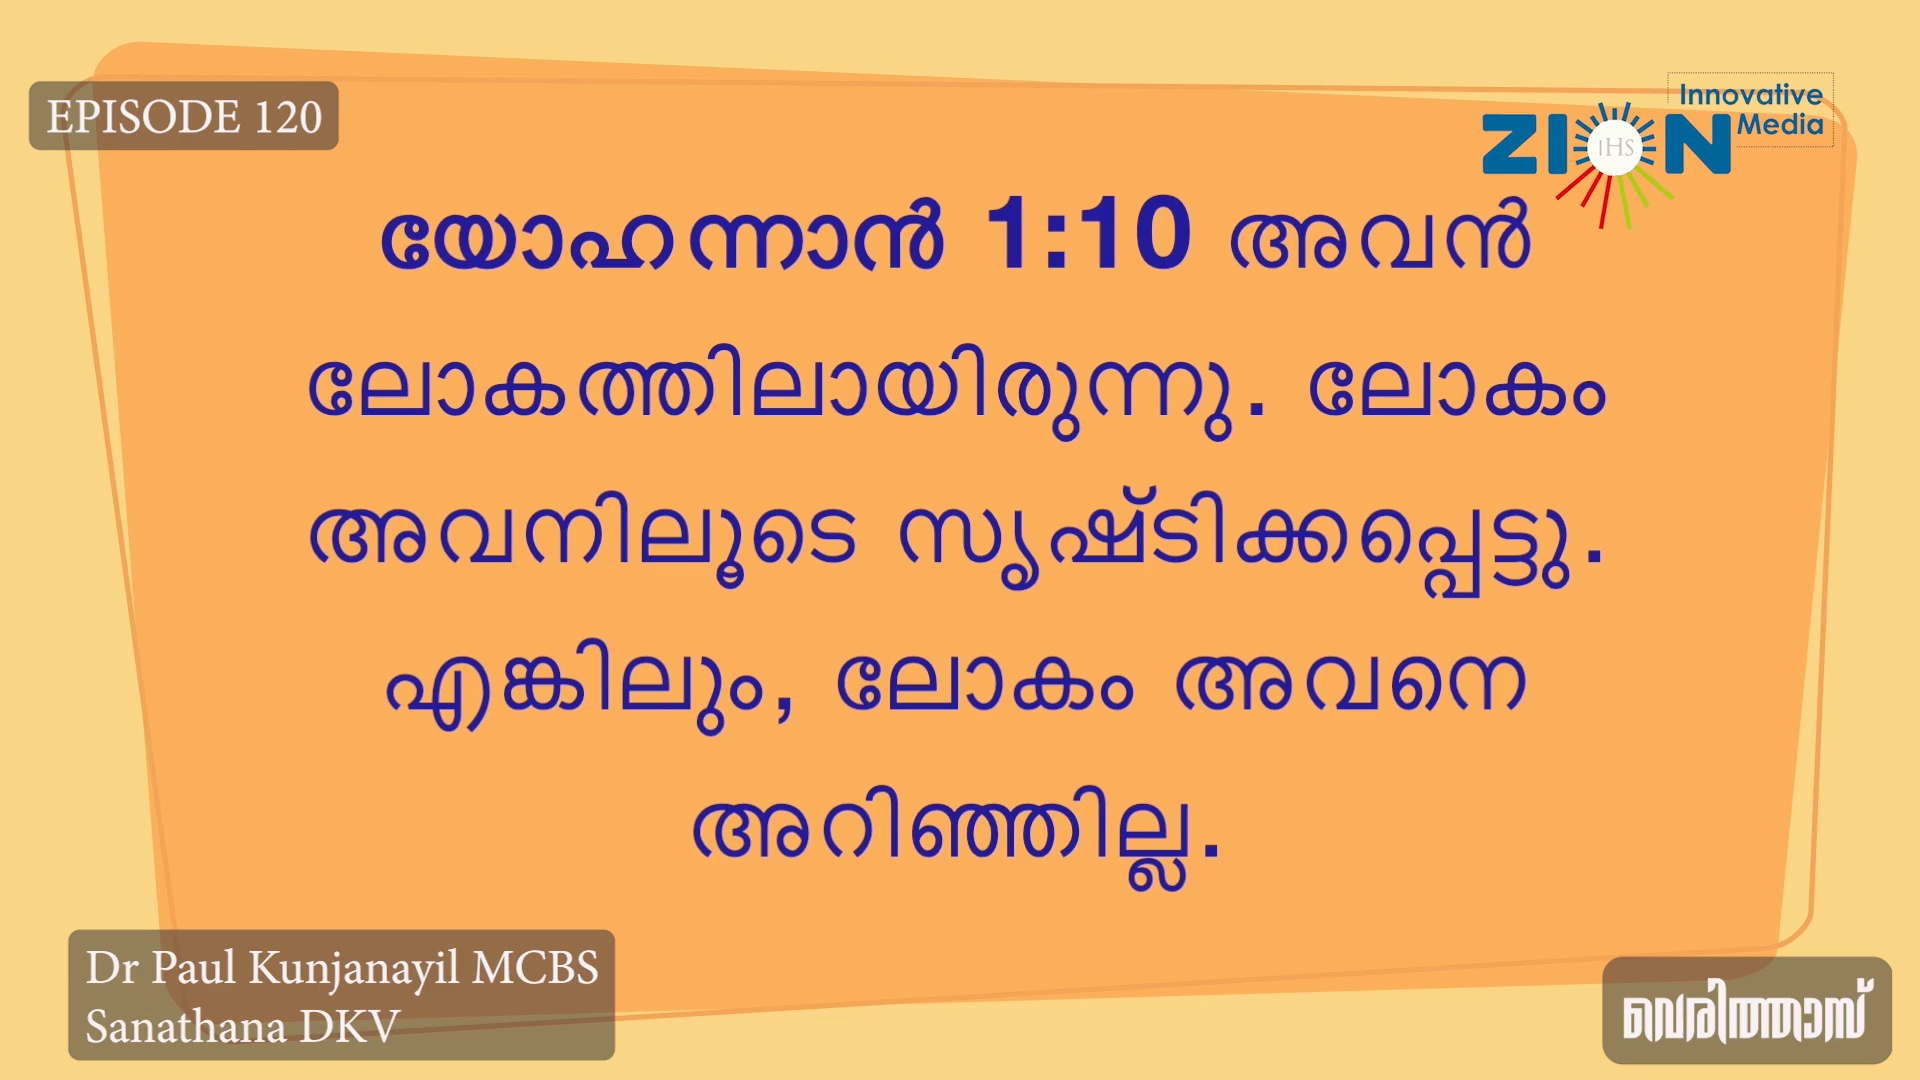 EPISODE 120
Innovative
ZION Media
IHS
യോഹന്നാൻ 1:10 അവൻ
ലോകത്തിലായിരുന്നു. ലോകം
അവനിലൂടെ സൃഷ്ടിക്കപ്പെട്ടു.
എങ്കിലും, ലോകം അവനെ
അറിഞ്ഞില്ല.
Dr Paul Kunjanayil MCBS
Sanathana DKV
വെരിത്താസ്